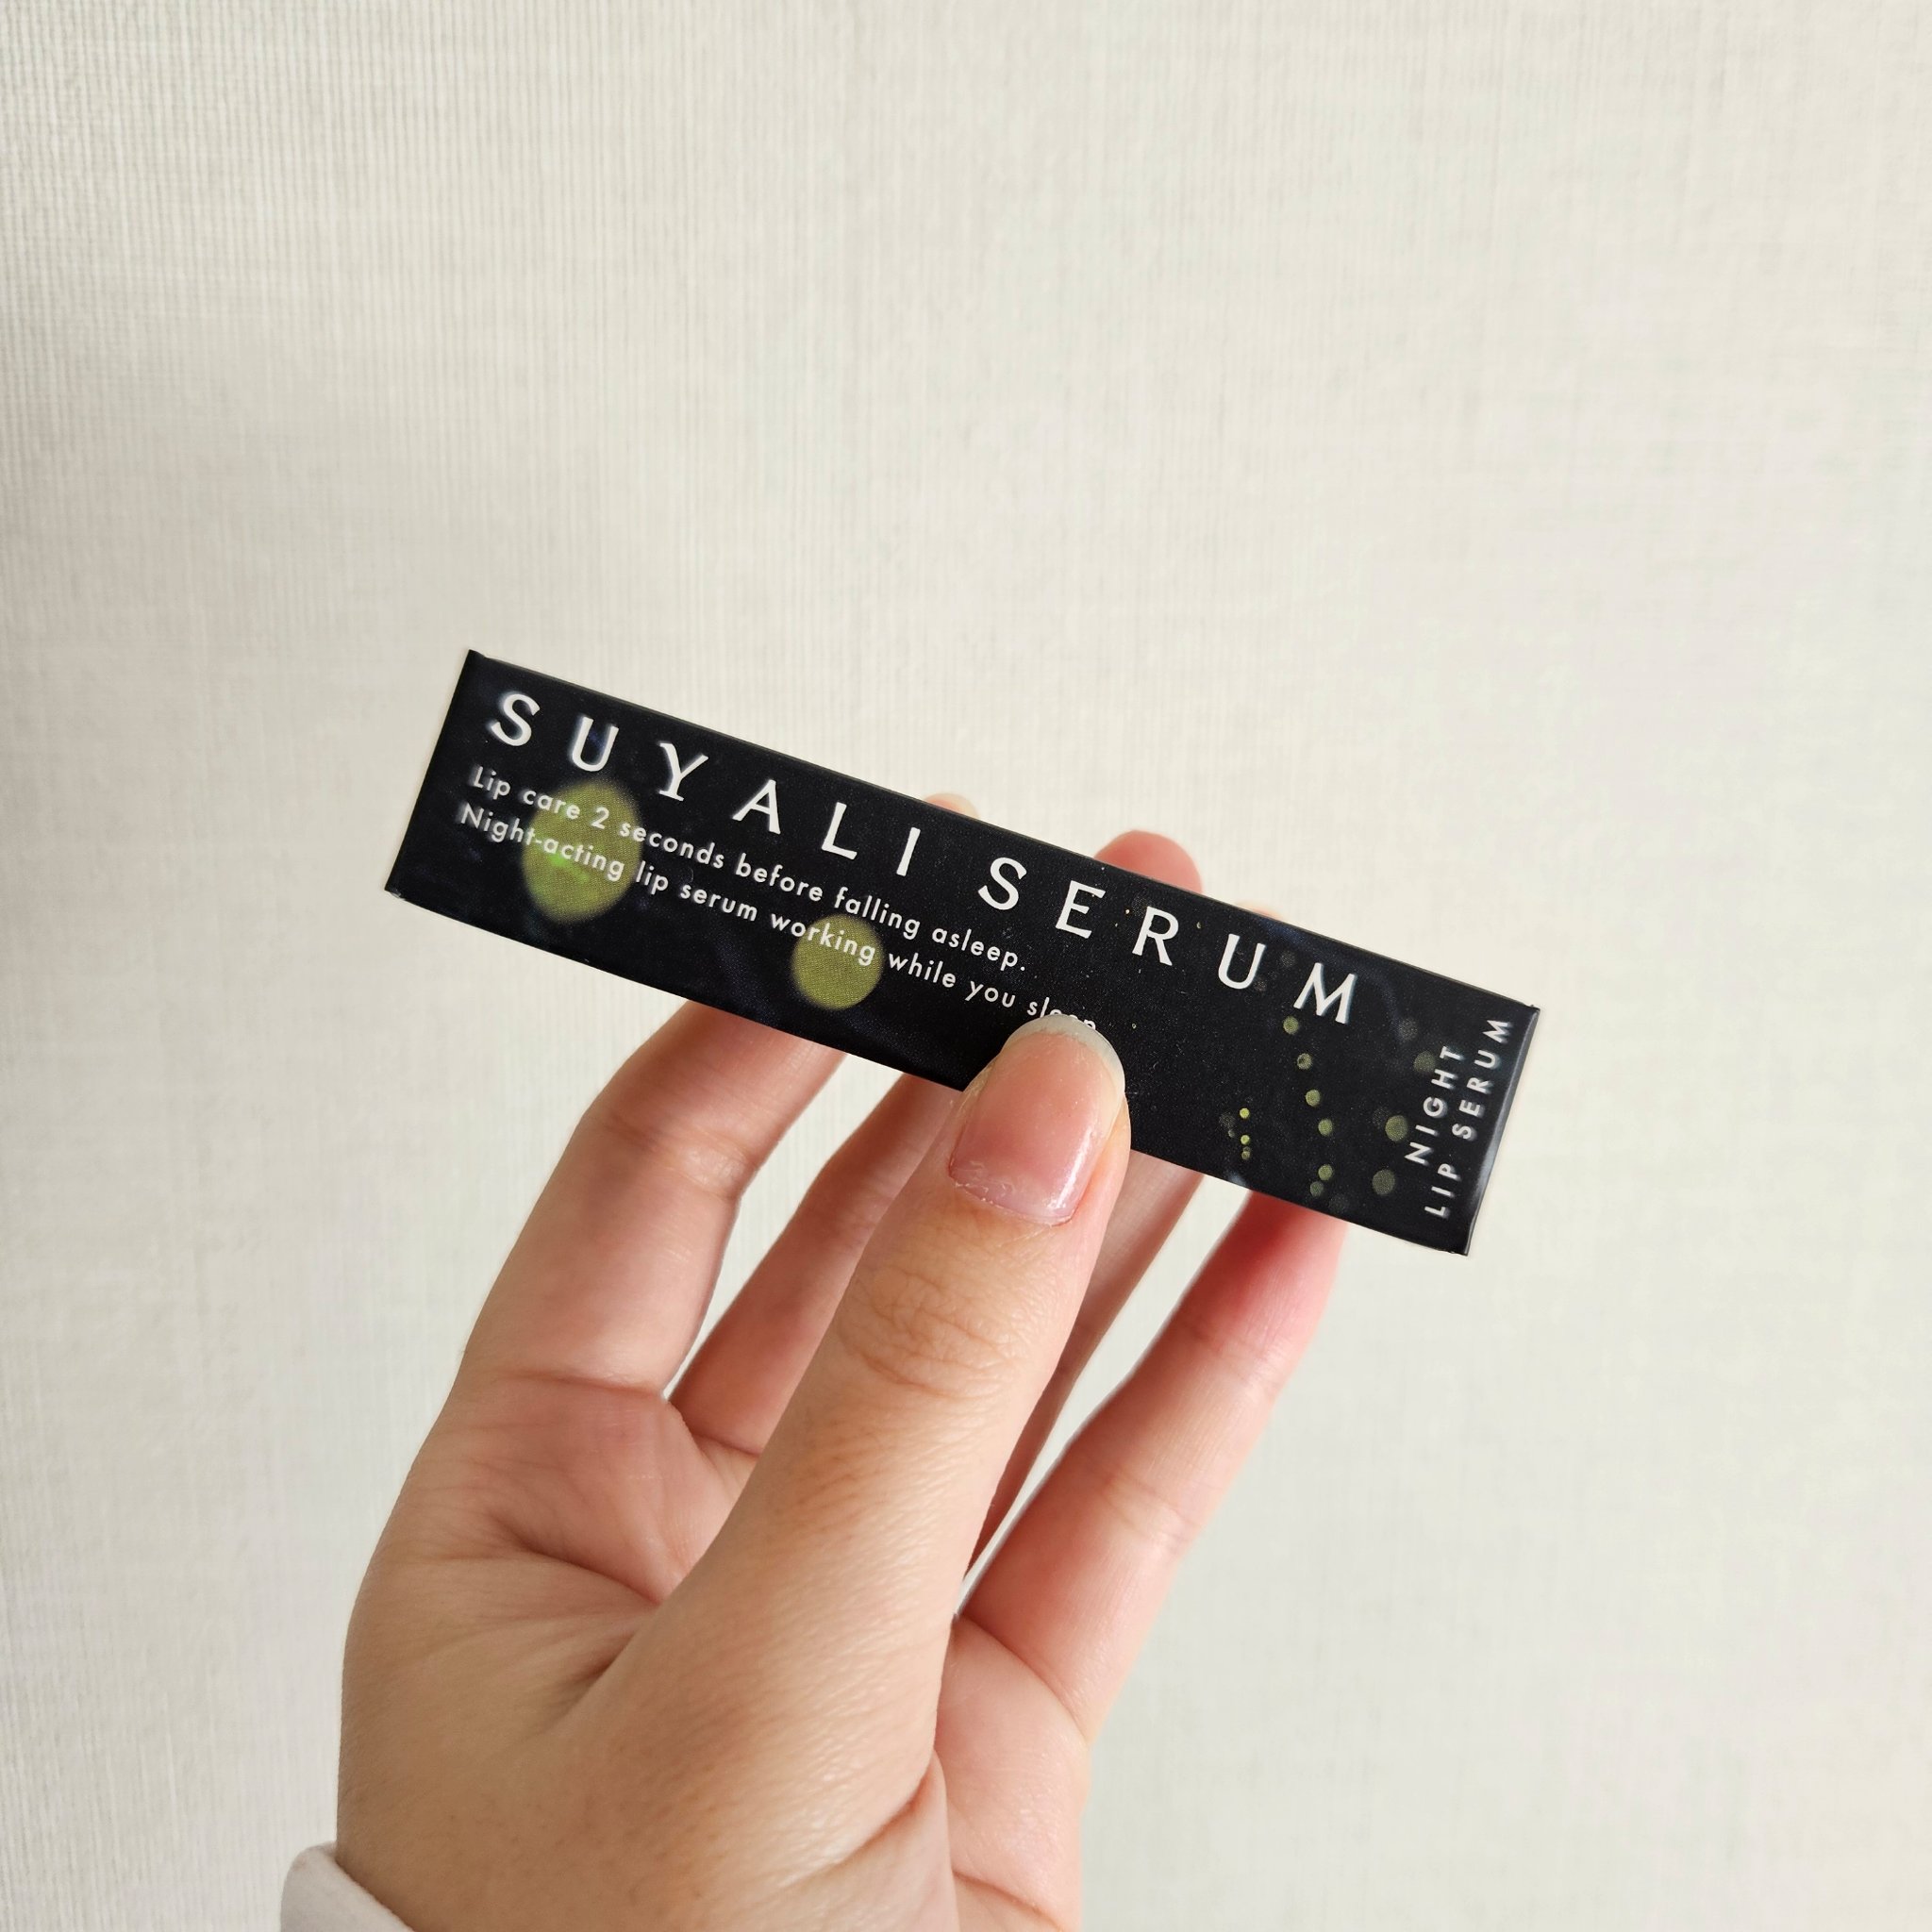 SUYALI SERUM
Lip care 2 seconds before falling asleep.
Night-acting lip serum working while you sleep
NIGHT
LIP SERUM